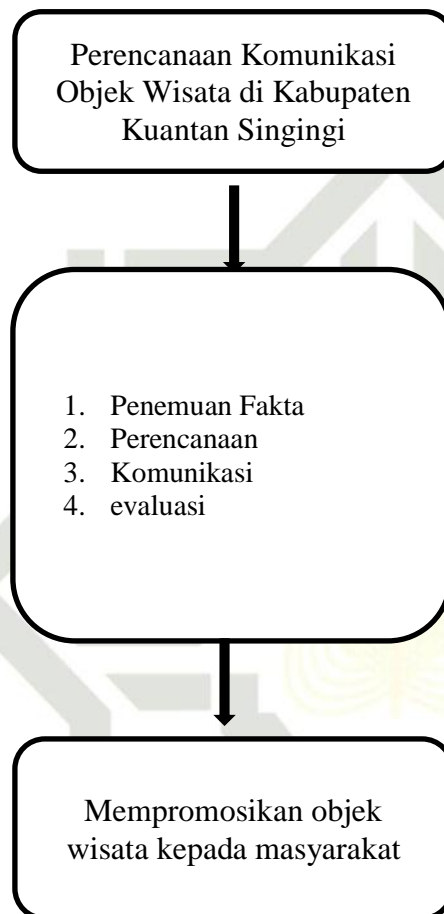 Perencanaan Komunikasi
Objek Wisata di Kabupaten
Kuantan Singingi
1. Penemuan Fakta
2. Perencanaan
3. Komunikasi
4. evaluasi
Mempromosikan objek
wisata kepada masyarakat